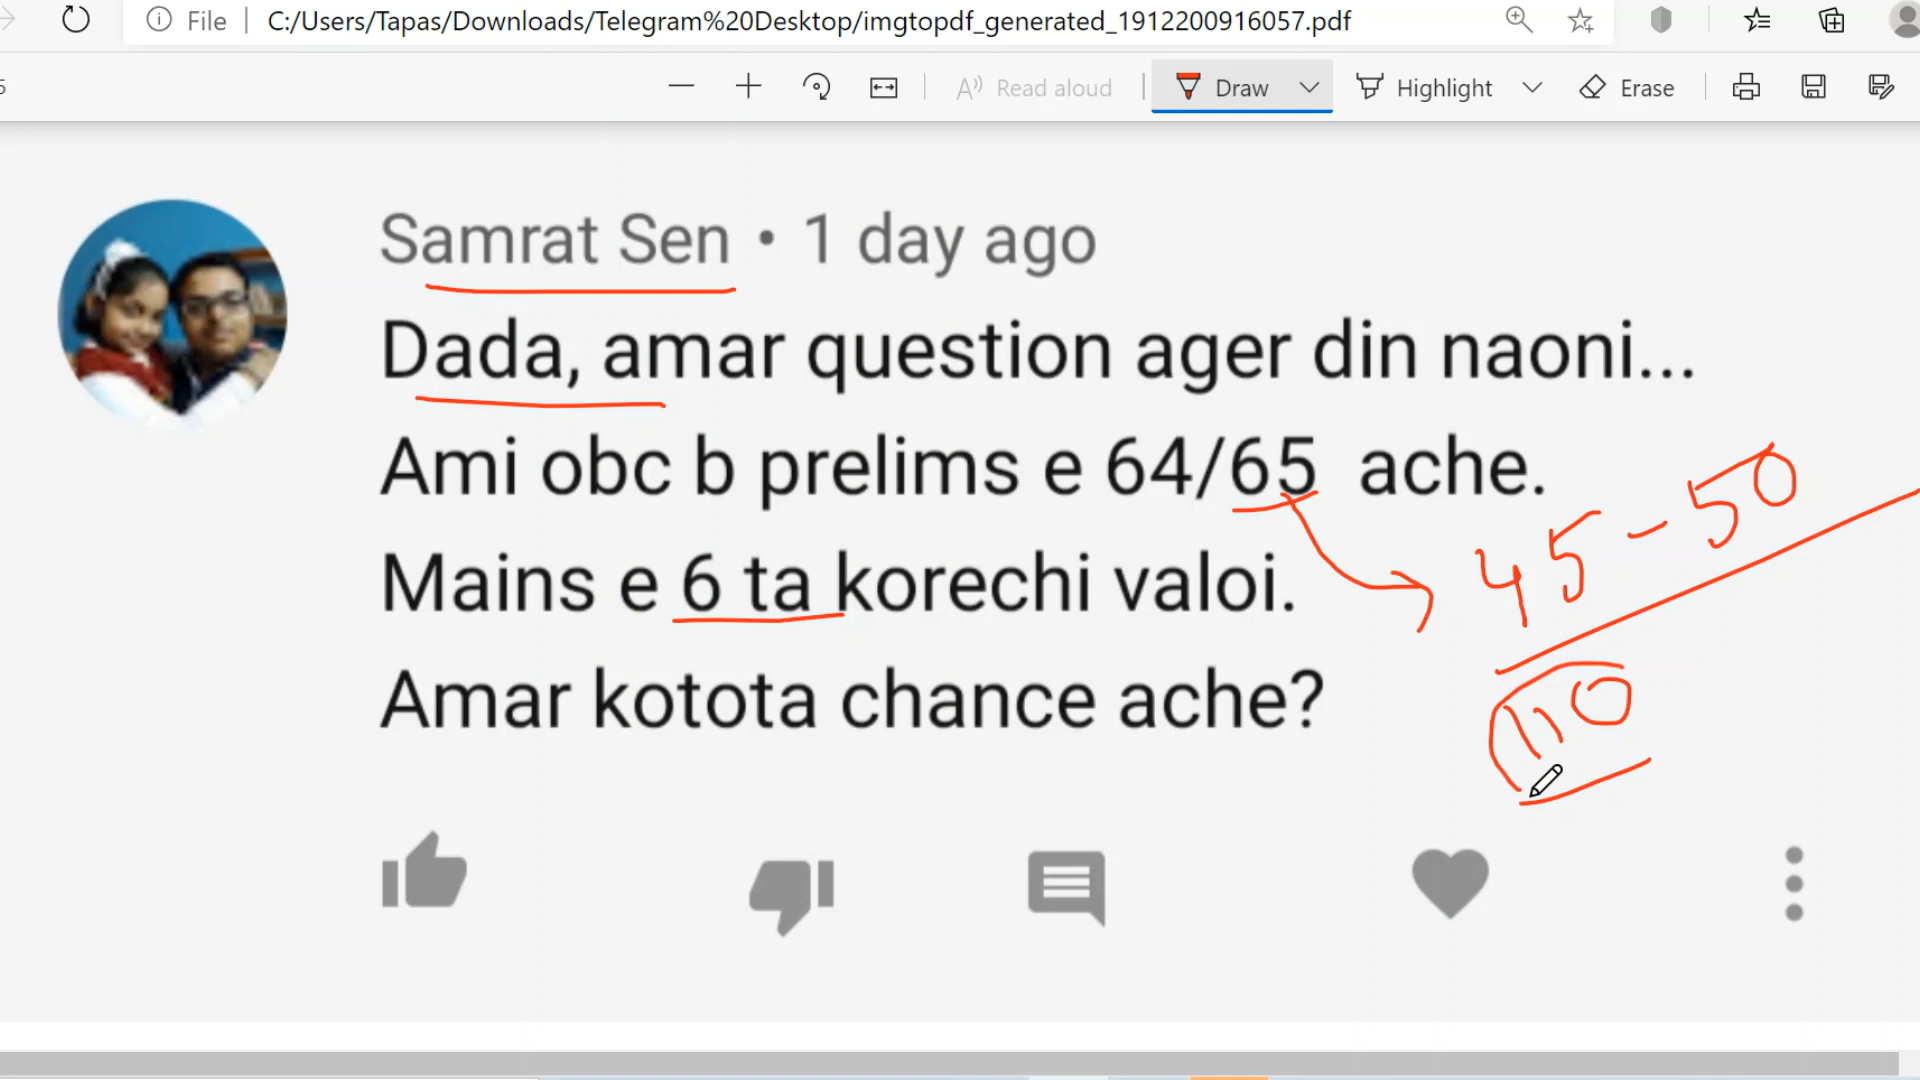 File | C:/Users/Tapas/Downloads/Telegram%20Desktop/imgtopdf_generated_1912200916057.pdf
Read aloud Draw Highlight Erase
Samrat Sen • 1 day ago
Dada, amar question ager din naoni...
Ami obc b prelims e 64/65 ache.
45-50
Mains e 6 ta korechi valoi.
Amar kotota chance ache?
110